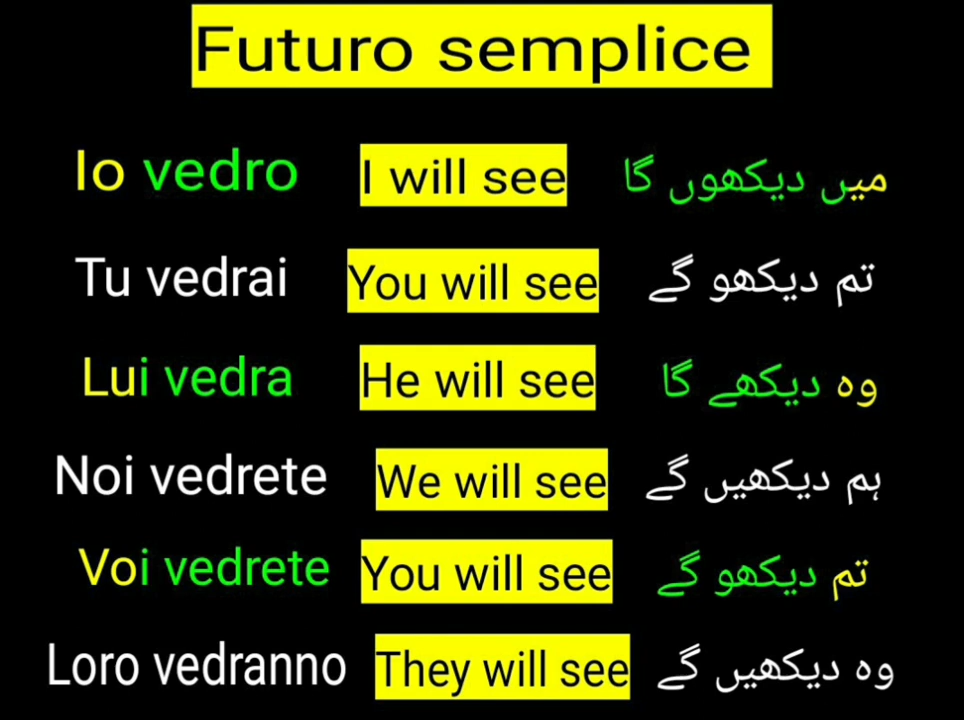 Futuro semplice
Io vedro I will see میں دیکھوں گا
Tu vedrai You will see تم دیکھو گے
Lui vedra He will see وہ دیکھے گا
Noi vedrete We will see ہم دیکھیں گے
Voi vedrete You will see تم دیکھو گے
Loro vedranno They will see وہ دیکھیں گے